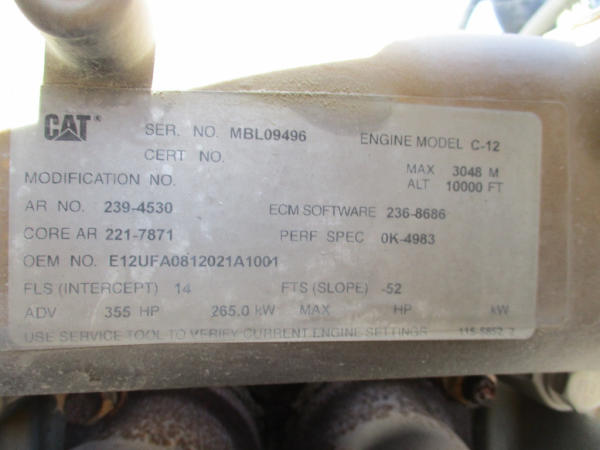 CAT® SER. NO. MBL09496 ENGINE MODEL C-12
CERT NO.
MAX 3048 M
MODIFICATION NO. ALT 10000 FT
AR NO. 239-4530 ECM SOFTWARE 236-8686
CORE AR 221-7871 PERF SPEC 0K-4983
OEM NO. E12UFA0812021A1001
FLS (INTERCEPT) 14 FTS (SLOPE) -52
ADV 355 HP 265.0 kW MAX HP kW
USE SERVICE TOOL TO VERIFY CURRENT ENGINE SETTINGS 115-5852 2